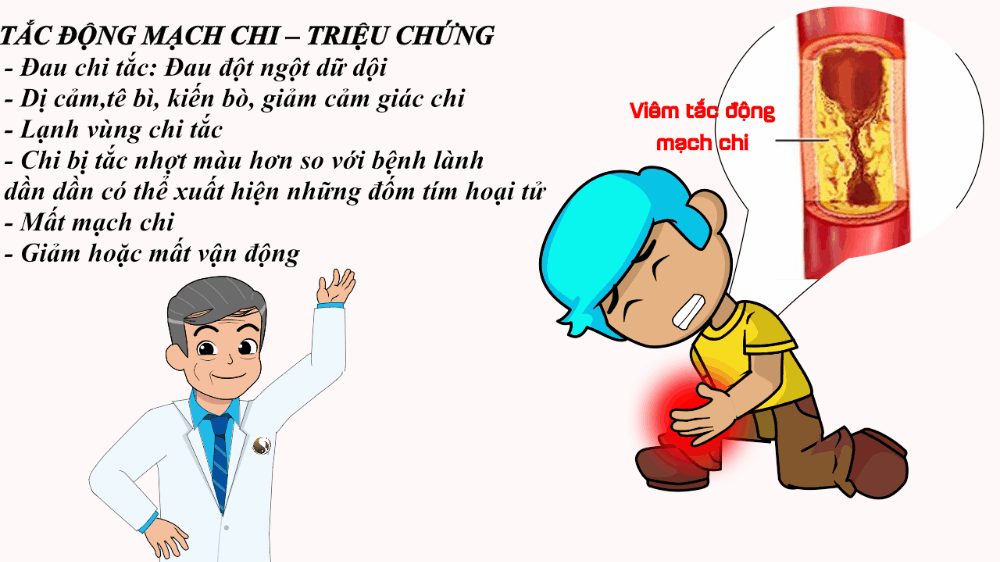 TẮC ĐỘNG MẠCH CHI – TRIỆU CHỨNG
- Đau chi tắc: Đau đột ngột dữ dội
- Dị cảm,tê bì, kiến bò, giảm cảm giác chi
- Lạnh vùng chi tắc
- Chi bị tắc nhợt màu hơn so với bệnh lành
dần dần có thể xuất hiện những đốm tím hoại tử
- Mất mạch chi
- Giảm hoặc mất vận động
Viêm tắc động
mạch chi